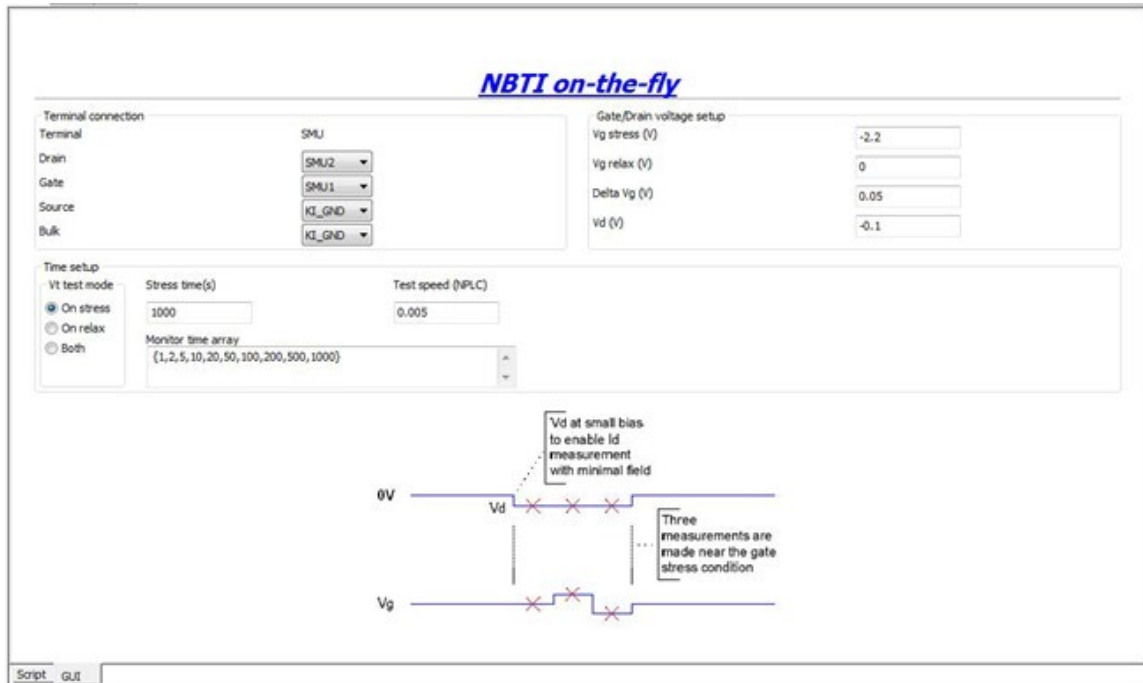 NBTI on-the-fly
Terminal connection
Terminal SMU
Drain SMU2
Gate SMU1
Source KI_GND
Bulk KI_GND
Gate/Drain voltage setup
Vg stress (V) -2.2
Vg relax (V) 0
Delta Vg (V) 0.05
Vd (V) -0.1
Time setup
Vt test mode
On stress
On relax
Both
Stress time(s)
1000
Test speed (NPLC)
0.005
Monitor time array
{1,2,5,10,20,50,100,200,500,1000}
Vd at small bias
to enable Id
measurement
with minimal field
0V
Vd
Three
measurements are
made near the gate
stress condition
Vg
Script GUI